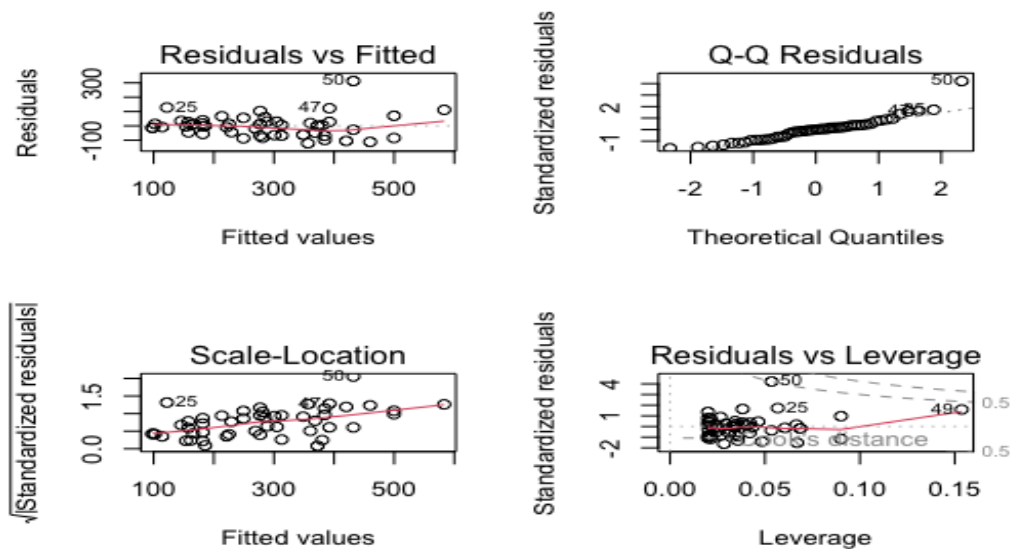 Residuals vs Fitted
Residuals
300
-100
50
25
47
100
300
500
Fitted values
Q-Q Residuals
Standardized residuals
2
-1
50
-2
-1
0
1
2
Theoretical Quantiles
Scale-Location
√|Standardized residuals|
1.5
0.0
50
25
100
300
500
Fitted values
Residuals vs Leverage
Standardized residuals
4
1
-2
50
25
49
0.5
0.5
Cook's distance
0.00
0.05
0.10
0.15
Leverage